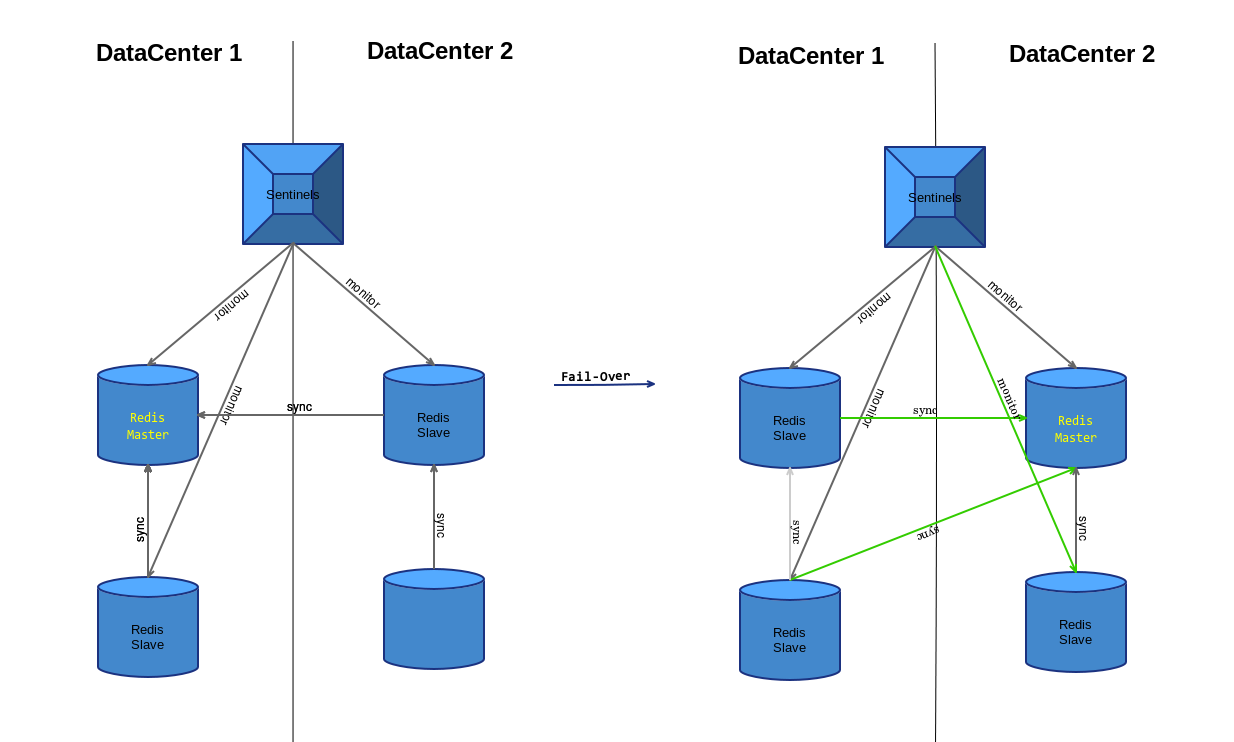 DataCenter 1
DataCenter 2
Sentinels
monitor
monitor
monitor
Redis
Master
sync
Redis
Slave
sync
sync
Redis
Slave
Fail-Over
DataCenter 1
DataCenter 2
Sentinels
monitor
monitor
monitor
monitor
Redis
Slave
sync
Redis
Master
sync
sync
sync
Redis
Slave
Redis
Slave